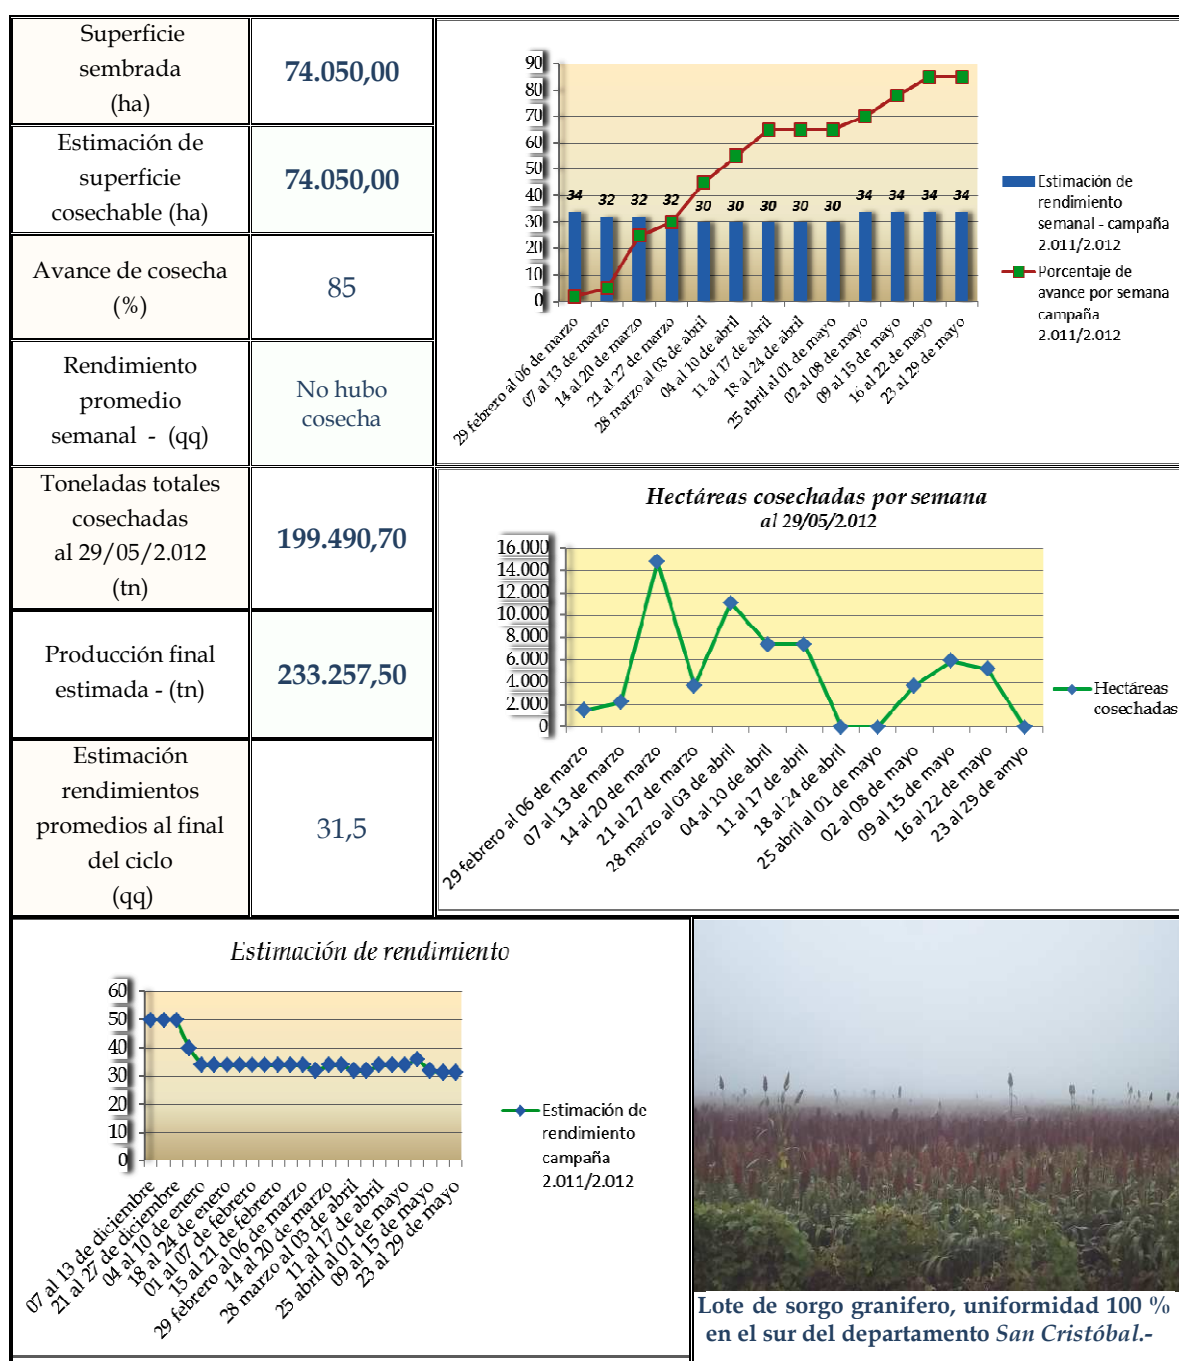 Superficie
sembrada
(ha)
74.050,00
Estimación de
superficie
cosechable (ha)
74.050,00
Avance de cosecha
(%)
85
Rendimiento
promedio
semanal - (qq)
No hubo
cosecha
Toneladas totales
cosechadas
al 29/05/2.012
(tn)
199.490,70
Producción final
estimada - (tn)
233.257,50
Estimación
rendimientos
promedios al final
del ciclo
(qq)
31,5
90
80
70
60
50
40
30
20
10
0
34 32 32 32 30 30 30 30 30 34 34 34 34
29 febrero al 06 de marzo
07 al 13 de marzo
14 al 20 de marzo
21 al 27 de marzo
28 marzo al 03 de abril
04 al 10 de abril
11 al 17 de abril
18 al 24 de abril
25 abril al 01 de mayo
02 al 08 de mayo
09 al 15 de mayo
16 al 22 de mayo
23 al 29 de mayo
Estimación de
rendimiento
semanal - campaña
2.011/2.012
Porcentaje de
avance por semana
campaña
2.011/2.012
Hectáreas cosechadas por semana
al 29/05/2.012
16.000
14.000
12.000
10.000
8.000
6.000
4.000
2.000
0
29 febrero al 06 de marzo
07 al 13 de marzo
14 al 20 de marzo
21 al 27 de marzo
28 marzo al 03 de abril
04 al 10 de abril
11 al 17 de abril
18 al 24 de abril
25 abril al 01 de mayo
02 al 08 de mayo
09 al 15 de mayo
16 al 22 de mayo
23 al 29 de amyo
Hectáreas
cosechadas
Estimación de rendimiento
60
50
40
30
20
10
0
07 al 13 de diciembre
21 al 27 de diciembre
04 al 10 de enero
18 al 24 de enero
01 al 07 de febrero
15 al 21 de febrero
29 febrero al 06 de marzo
14 al 20 de marzo
28 marzo al 03 de abril
11 al 17 de abril
25 abril al 01 de mayo
09 al 15 de mayo
23 al 29 de mayo
Estimación de
rendimiento
campaña
2.011/2.012
Lote de sorgo granifero, uniformidad 100 %
en el sur del departamento San Cristóbal.-